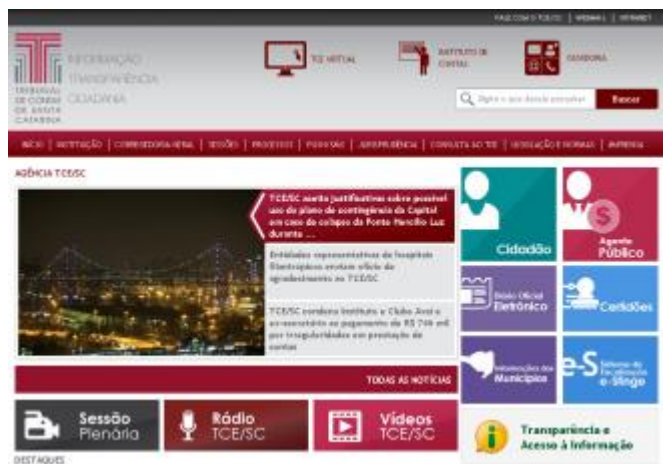 FALE COM O TCE/SC | WEBMAIL | INTRANET
TRIBUNAL
DE CONTAS
DE SANTA
CATARINA
INFORMAÇÃO
TRANSPARÊNCIA
CIDADANIA
TCE VIRTUAL
INSTITUTO DE
CONTAS
OUVIDORIA
Digite o que deseja encontrar
Buscar
INÍCIO | INSTITUIÇÃO | CORREGEDORIA-GERAL | SESSÕES | PROCESSOS | JURISPRUDÊNCIA | CONSULTA AO TCE | LEGISLAÇÃO E NORMAS | IMPRENSA
AGÊNCIA TCE/SC
TCE/SC aceita justificativas sobre possível
uso do plano de contingência da Capital
em caso de colapso da Ponte Hercílio Luz
durante ...
Entidades representativas de hospitais
filantrópicos enviam ofício de
agradecimento ao TCE/SC
TCE/SC condena Instituto e Clube Avaí e
ex-secretário ao pagamento de R$ 746 mil
por irregularidades em prestação de
contas
TODAS AS NOTÍCIAS
Cidadão
Agente
Público
Diário Oficial
Eletrônico
Certidões
Informações dos
Municípios
e-S
Sistema de
Fiscalização
e-Sfinge
Sessão
Plenária
Rádio
TCE/SC
Vídeos
TCE/SC
Transparência e
Acesso à Informação
DESTAQUES